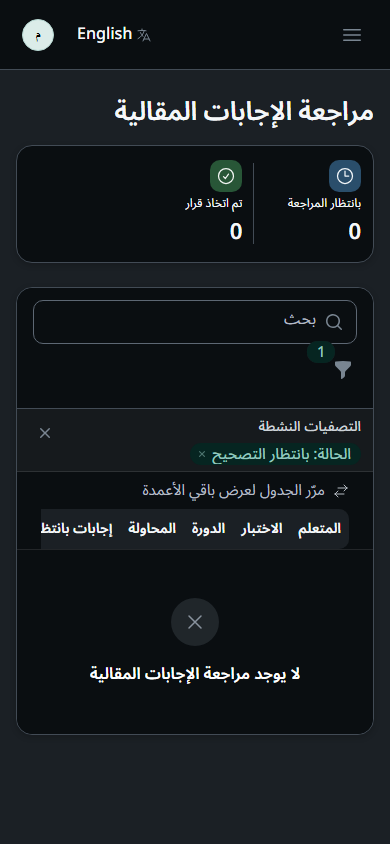 م
English
مراجعة الإجابات المقالية
بانتظار المراجعة
0
تم اتخاذ قرار
0
بحث
1
التصفيات النشطة
الحالة: بانتظار التصحيح ×
مرّر الجدول لعرض باقي الأعمدة
المتعلم الاختبار الدورة المحاولة إجابات بانتظ
لا يوجد مراجعة الإجابات المقالية